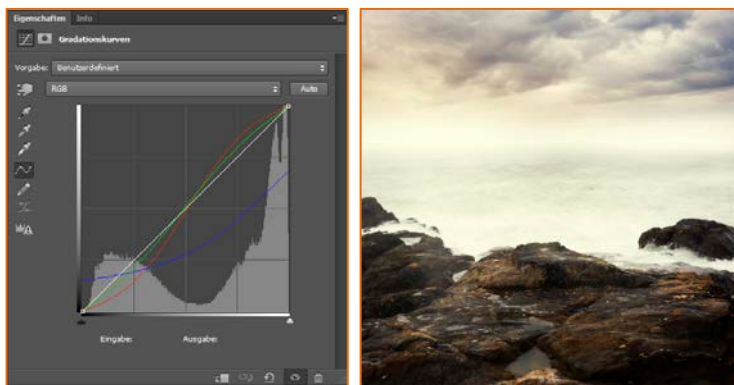 Eigenschaften Info
Gradationskurven
Vorgabe: Benutzerdefiniert
RGB Auto
Eingabe: Ausgabe: